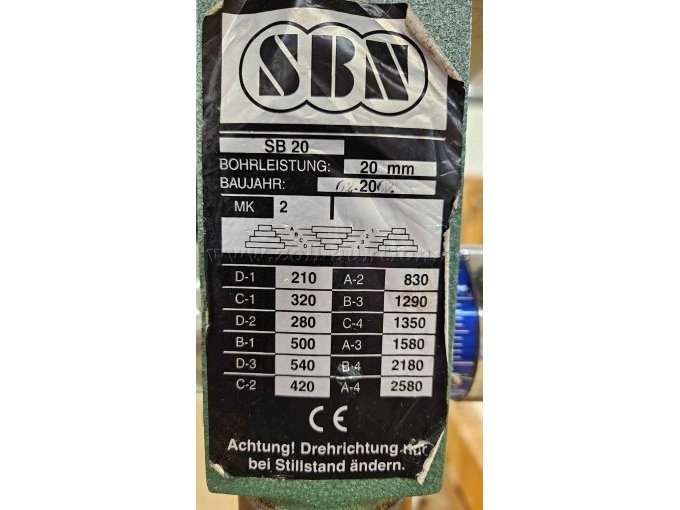 SBN
SB 20
BOHRLEISTUNG: 20 mm
BAUJAHR:
MK 2
A
B
C
D
D-1 210 A-2 830
C-1 320 B-3 1290
D-2 280 C-4 1350
B-1 500 A-3 1580
D-3 540 B-4 2180
C-2 420 A-4 2580
CE
Achtung! Drehrichtung nur
bei Stillstand ändern.